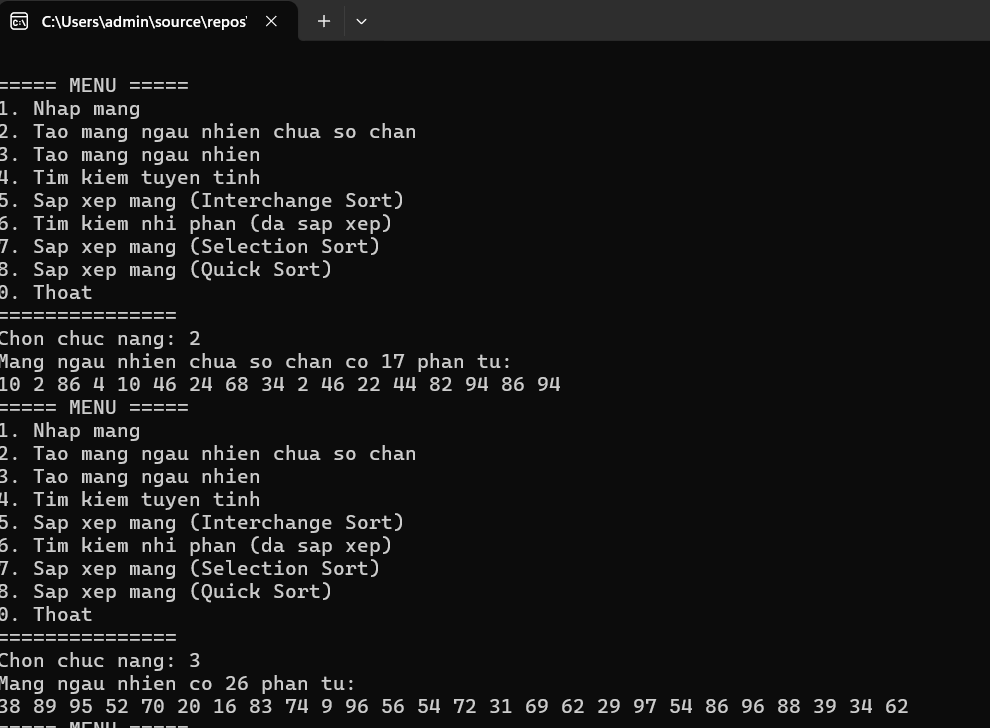 C:\Users\admin\source\repos'
===== MENU =====
1. Nhap mang
2. Tao mang ngau nhien chua so chan
3. Tao mang ngau nhien
4. Tim kiem tuyen tinh
5. Sap xep mang (Interchange Sort)
6. Tim kiem nhi phan (da sap xep)
7. Sap xep mang (Selection Sort)
8. Sap xep mang (Quick Sort)
0. Thoat
===============
Chon chuc nang: 2
Mang ngau nhien chua so chan co 17 phan tu:
10 2 86 4 10 46 24 68 34 2 46 22 44 82 94 86 94
===== MENU =====
1. Nhap mang
2. Tao mang ngau nhien chua so chan
3. Tao mang ngau nhien
4. Tim kiem tuyen tinh
5. Sap xep mang (Interchange Sort)
6. Tim kiem nhi phan (da sap xep)
7. Sap xep mang (Selection Sort)
8. Sap xep mang (Quick Sort)
0. Thoat
===============
Chon chuc nang: 3
Mang ngau nhien co 26 phan tu:
38 89 95 52 70 20 16 83 74 9 96 56 54 72 31 69 62 29 97 54 86 96 88 39 34 62
===== MENU =====